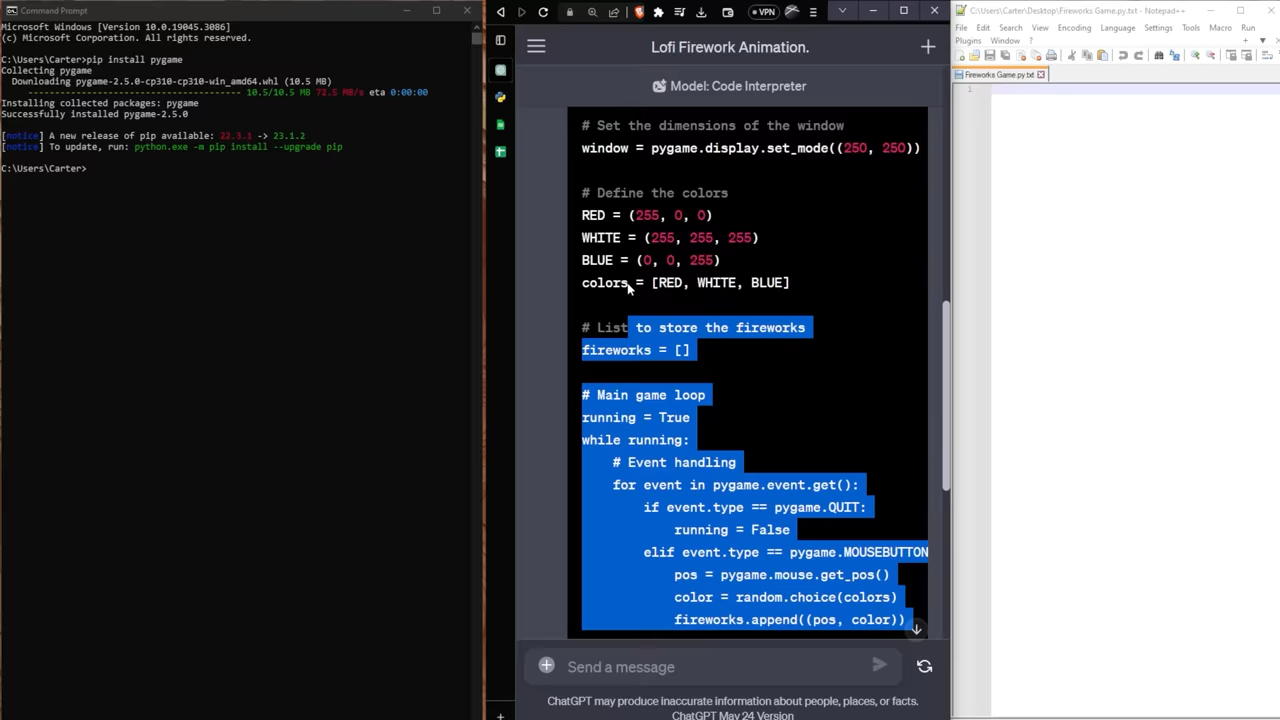 Command Prompt
Microsoft Windows [Version 10.0.19045.3086]
(c) Microsoft Corporation. All rights reserved.
C:\Users\Carter>pip install pygame
Collecting pygame
Downloading pygame-2.5.0-cp310-cp310-win_amd64.whl (10.5 MB)
---------------------------------------- 10.5/10.5 MB 72.5 MB/s eta 0:00:00
Installing collected packages: pygame
Successfully installed pygame-2.5.0
[notice] A new release of pip available: 22.3.1 -> 23.1.2
[notice] To update, run: python.exe -m pip install --upgrade pip
C:\Users\Carter>
Lofi Firework Animation.
Model: Code Interpreter
# Set the dimensions of the window
window = pygame.display.set_mode((250, 250))
# Define the colors
RED = (255, 0, 0)
WHITE = (255, 255, 255)
BLUE = (0, 0, 255)
colors = [RED, WHITE, BLUE]
# List to store the fireworks
fireworks = []
# Main game loop
running = True
while running:
# Event handling
for event in pygame.event.get():
if event.type == pygame.QUIT:
running = False
elif event.type == pygame.MOUSEBUTTON
pos = pygame.mouse.get_pos()
color = random.choice(colors)
fireworks.append((pos, color))
Send a message
ChatGPT may produce inaccurate information about people, places, or facts.
ChatGPT May 24 Version
C:\Users\Carter\Desktop\Fireworks Game.py.txt - Notepad++
File Edit Search View Encoding Language Settings Tools Macro Run
Plugins Window ?
Fireworks Game.py.txt
1